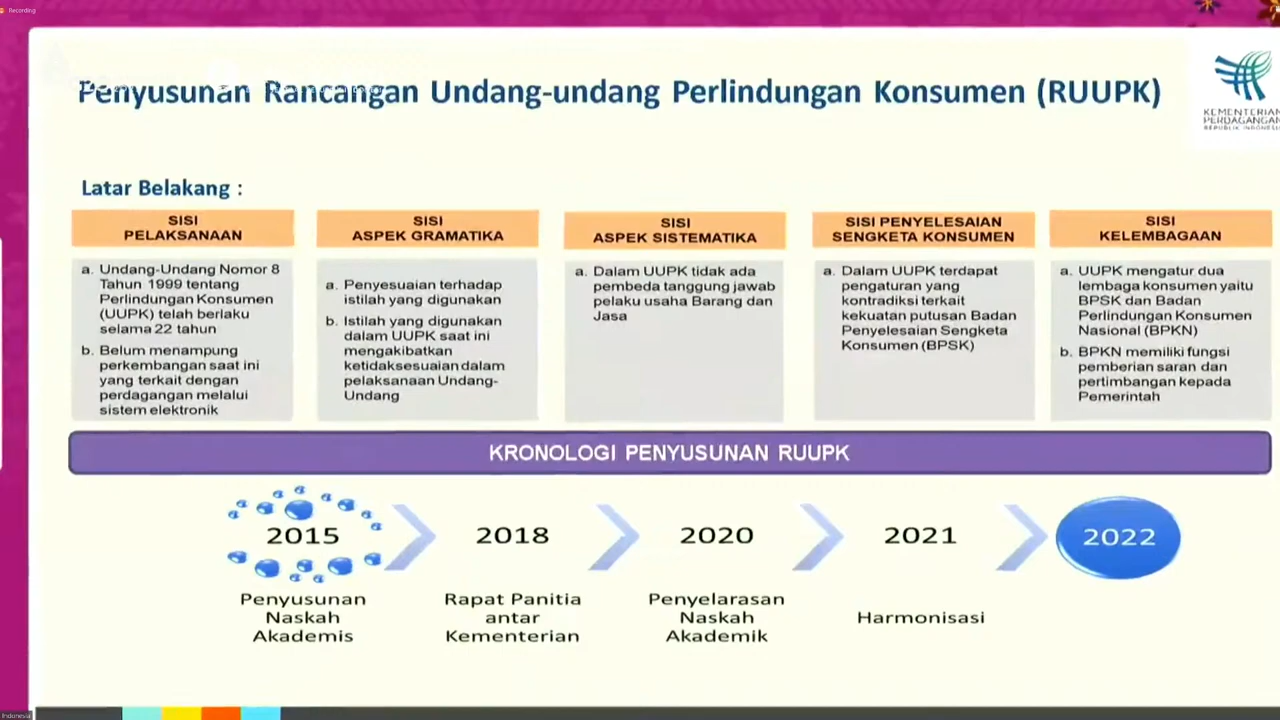 Recording
Penyusunan Rancangan Undang-undang Perlindungan Konsumen (RUUPK)
KEMENTERIAN
PERDAGANGAN
REPUBLIK INDONESIA
Latar Belakang :
SISI
PELAKSANAAN
a. Undang-Undang Nomor 8
Tahun 1999 tentang
Perlindungan Konsumen
(UUPK) telah berlaku
selama 22 tahun
b. Belum menampung
perkembangan saat ini
yang terkait dengan
perdagangan melalui
sistem elektronik
SISI
ASPEK GRAMATIKA
a. Penyesuaian terhadap
istilah yang digunakan
b. Istilah yang digunakan
dalam UUPK saat ini
mengakibatkan
ketidaksesuaian dalam
pelaksanaan Undang-
Undang
SISI
ASPEK SISTEMATIKA
a. Dalam UUPK tidak ada
pembeda tanggung jawab
pelaku usaha Barang dan
Jasa
SISI PENYELESAIAN
SENGKETA KONSUMEN
a. Dalam UUPK terdapat
pengaturan yang
kontradiksi terkait
kekuatan putusan Badan
Penyelesaian Sengketa
Konsumen (BPSK)
SISI
KELEMBAGAAN
a. UUPK mengatur dua
lembaga konsumen yaitu
BPSK dan Badan
Perlindungan Konsumen
Nasional (BPKN)
b. BPKN memiliki fungsi
pemberian saran dan
pertimbangan kepada
Pemerintah
KRONOLOGI PENYUSUNAN RUUPK
2015
Penyusunan
Naskah
Akademis
2018
Rapat Panitia
antar
Kementerian
2020
Penyelarasan
Naskah
Akademik
2021
Harmonisasi
2022
Indonesia